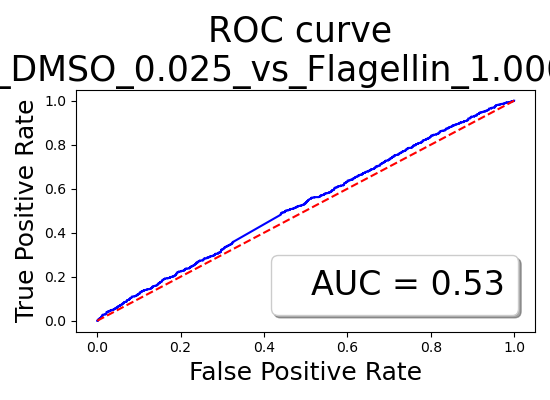 ROC curve
_DMSO_0.025_vs_Flagellin_1.000
True Positive Rate
1.0
0.8
0.6
0.4
0.2
0.0
AUC = 0.53
0.0 0.2 0.4 0.6 0.8 1.0
False Positive Rate